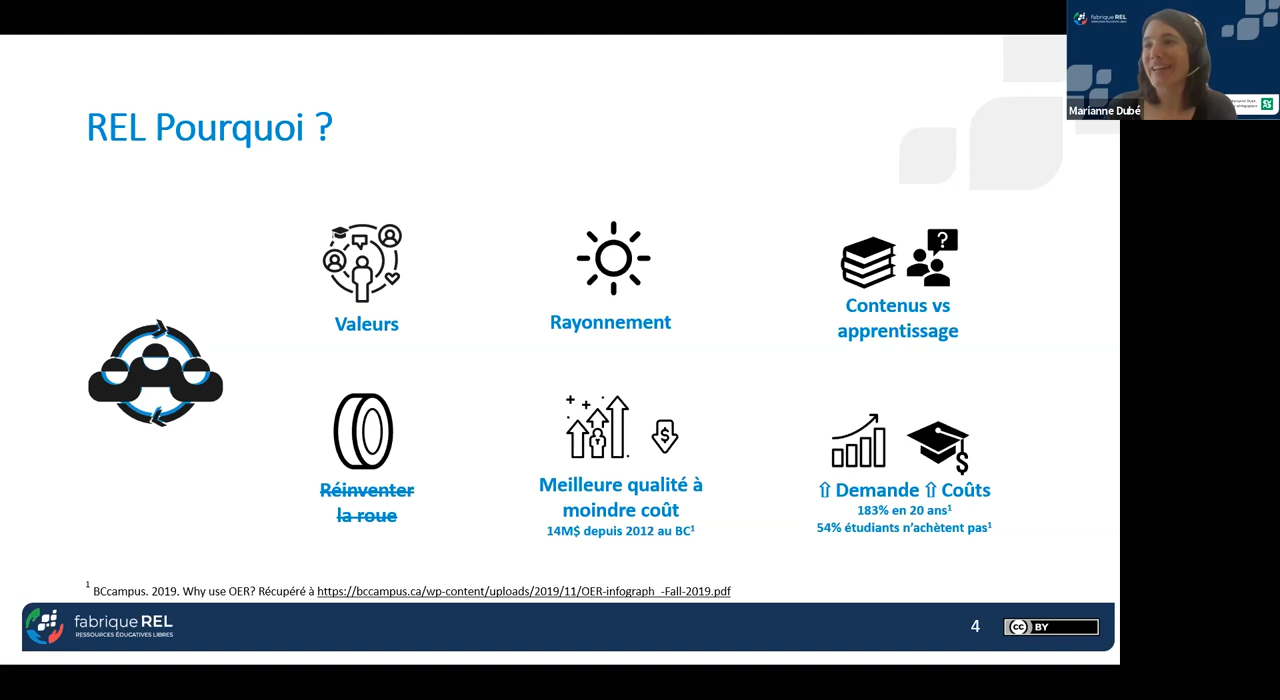 REL Pourquoi ?
fabrique REL
Marianne Dubé
Valeurs
Rayonnement
Contenus vs
apprentissage
?
Réinventer
la roue
Meilleure qualité à
moindre coût
14M$ depuis 2012 au BC¹
$
⇧ Demande ⇧ Coûts
183% en 20 ans¹
54% étudiants n’achètent pas¹
$
¹ BCcampus. 2019. Why use OER? Récupéré à https://bccampus.ca/wp-content/uploads/2019/11/OER-infograph_-Fall-2019.pdf
fabrique REL
RESSOURCES ÉDUCATIVES LIBRES
4
cc BY